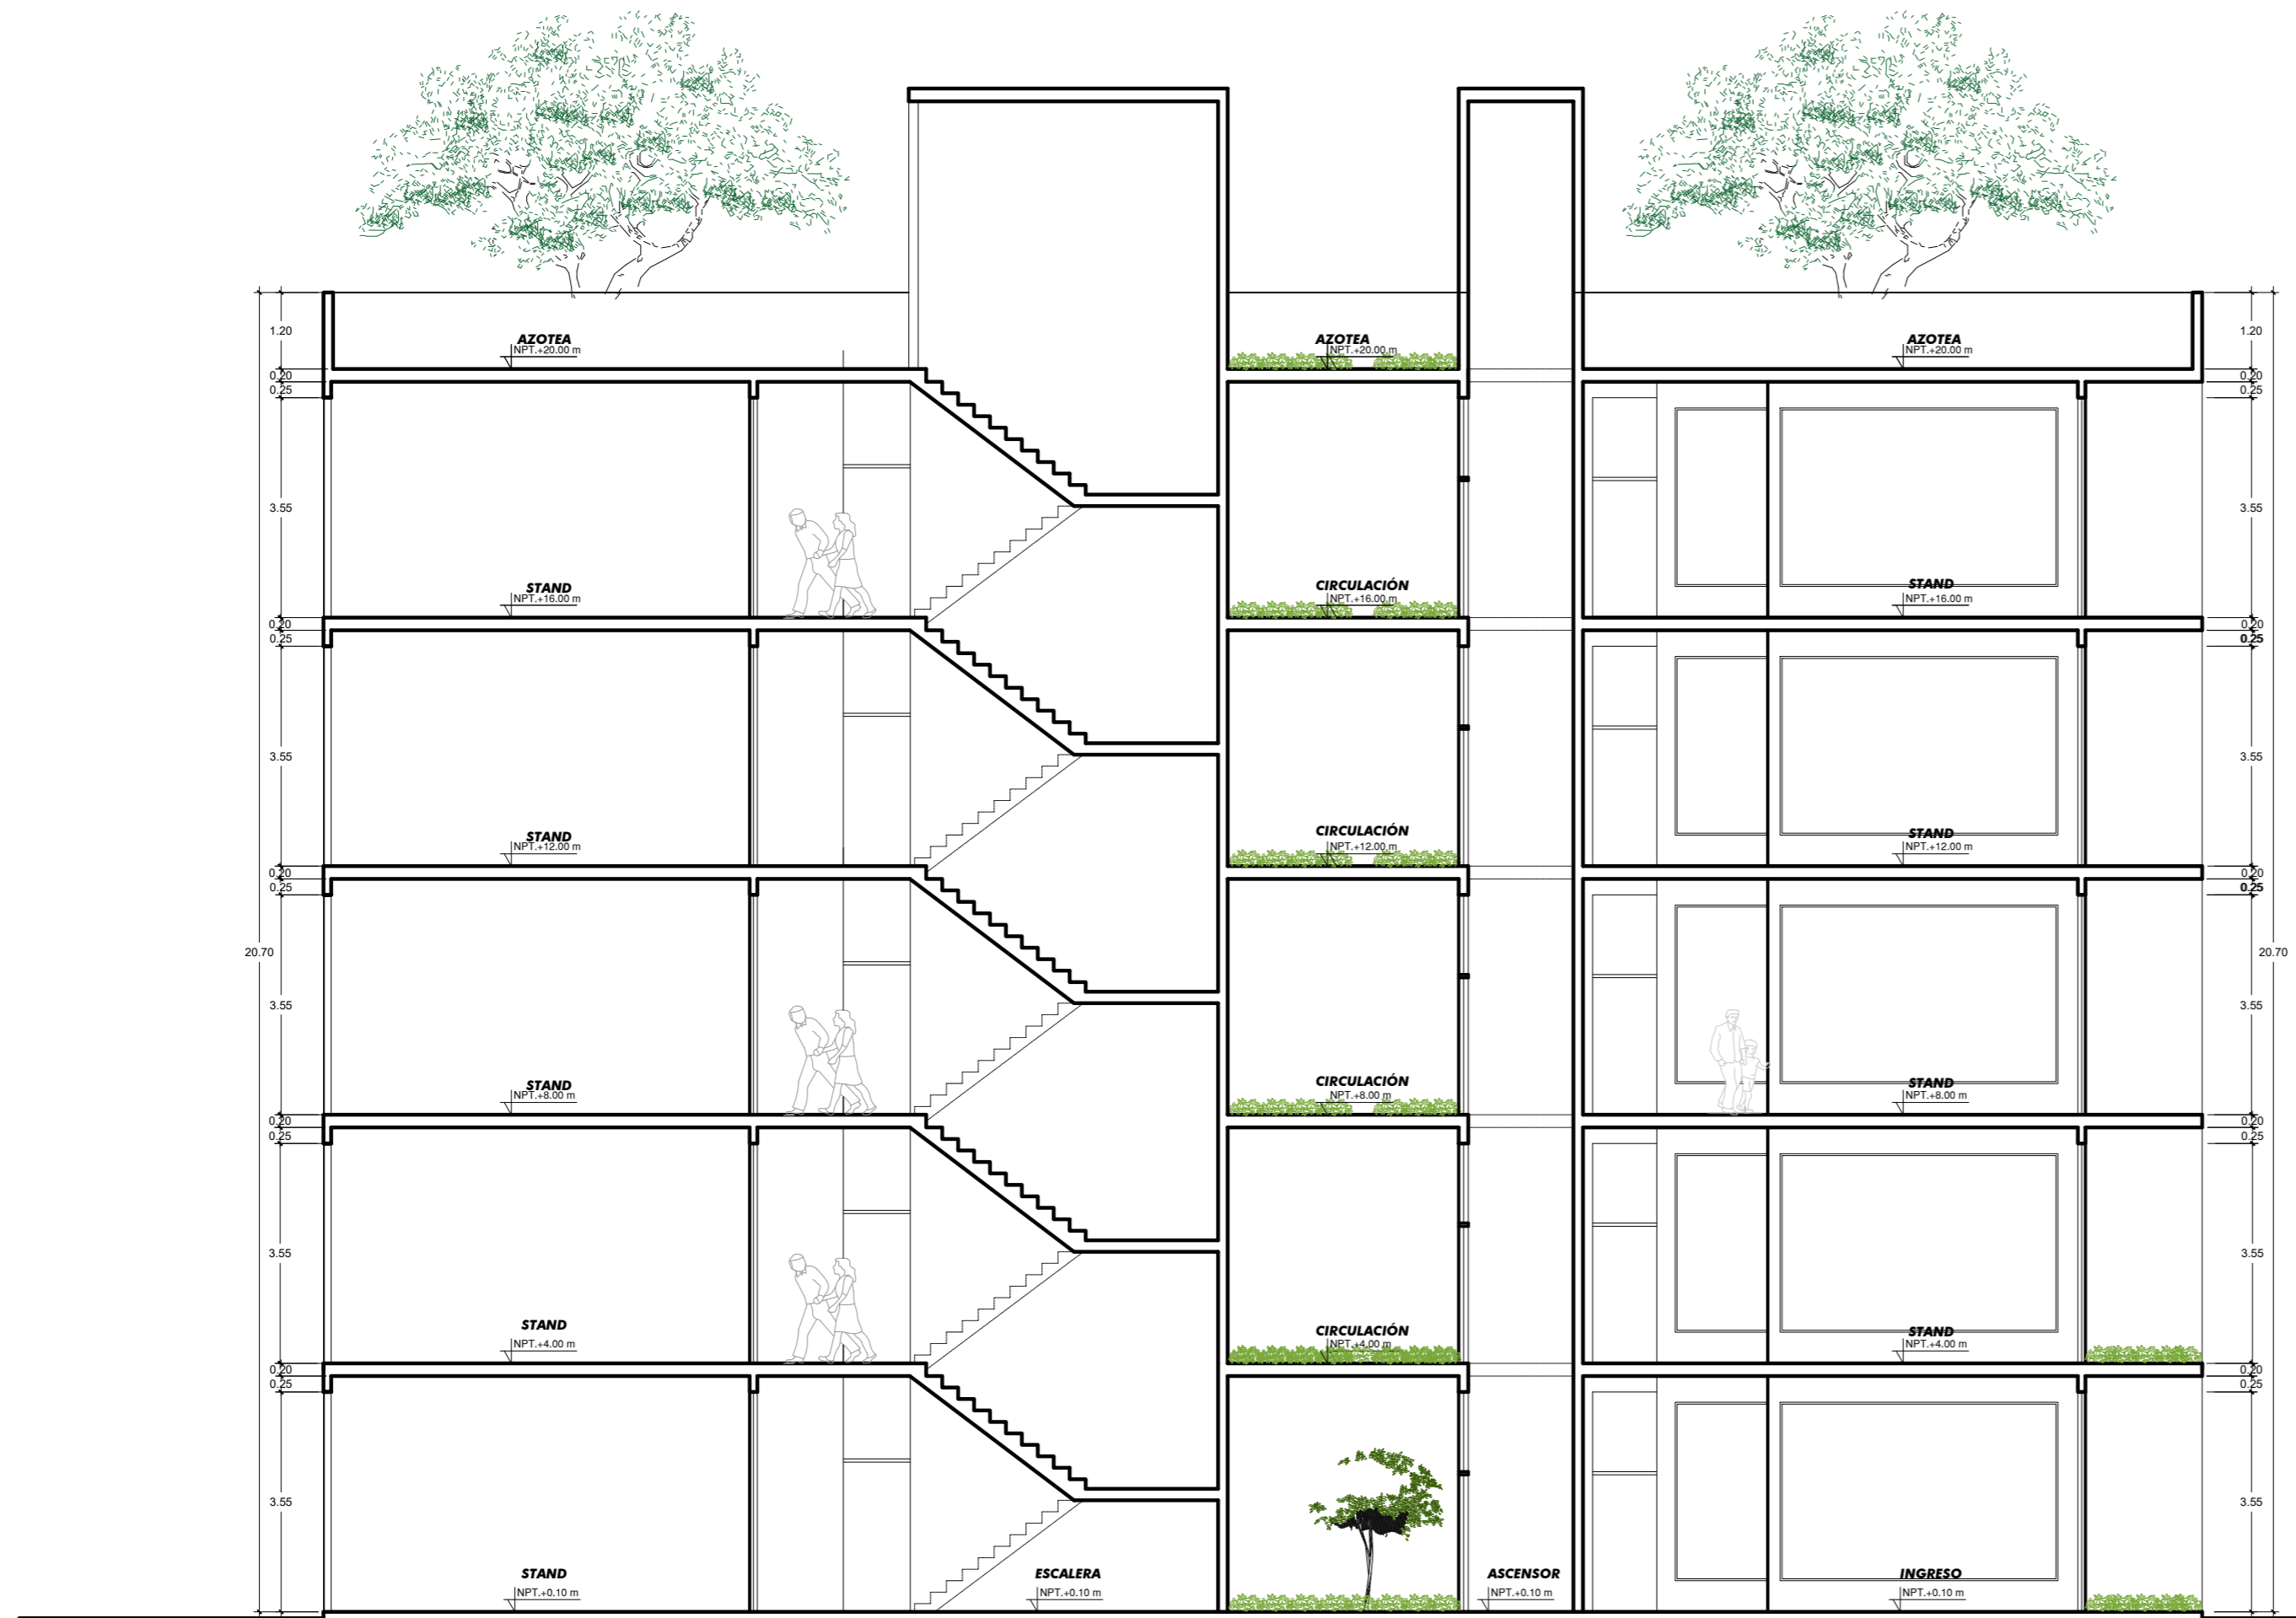 1.20
AZOTEA
NPT.+20.00 m
AZOTEA
NPT.+20.00 m
AZOTEA
NPT.+20.00 m
1.20
0.20
0.25
0.20
0.25
3.55
3.55
STAND
NPT.+16.00 m
CIRCULACIÓN
NPT.+16.00 m
STAND
NPT.+16.00 m
0.20
0.25
0.20
0.25
3.55
3.55
STAND
NPT.+12.00 m
CIRCULACIÓN
NPT.+12.00 m
STAND
NPT.+12.00 m
0.20
0.25
0.20
0.25
20.70
20.70
3.55
3.55
STAND
NPT.+8.00 m
CIRCULACIÓN
NPT.+8.00 m
STAND
NPT.+8.00 m
0.20
0.25
0.20
0.25
3.55
3.55
STAND
NPT.+4.00 m
CIRCULACIÓN
NPT.+4.00 m
STAND
NPT.+4.00 m
0.20
0.25
0.20
0.25
3.55
3.55
STAND
NPT.+0.10 m
ESCALERA
NPT.+0.10 m
ASCENSOR
NPT.+0.10 m
INGRESO
NPT.+0.10 m